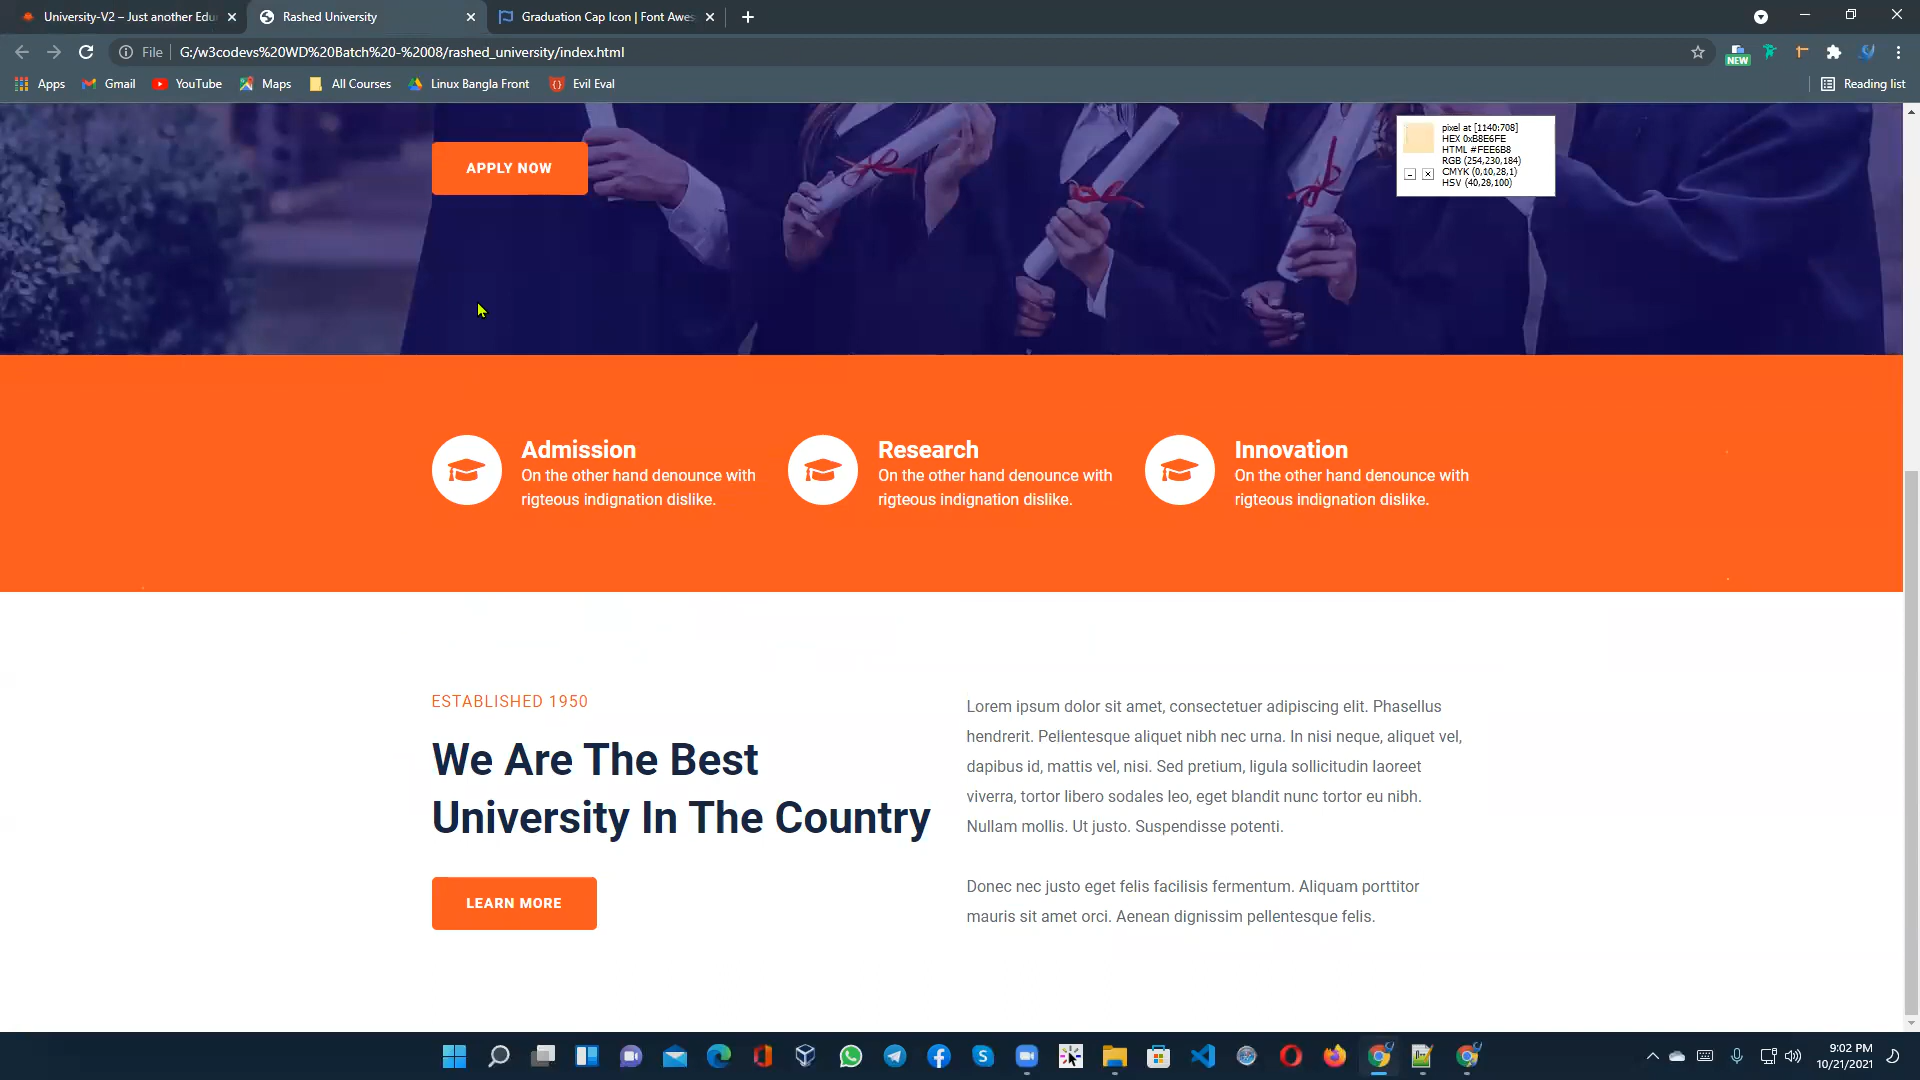 University-V2 – Just another Edu
Rashed University
Graduation Cap Icon | Font Awes
File
G:/w3codevs%20WD%20Batch%20-%2008/rashed_university/index.html
NEW
Apps
Gmail
YouTube
Maps
All Courses
Linux Bangla Front
Evil Eval
Reading list
APPLY NOW
pixel at [1140:708]
HEX 0xB8E6FE
HTML #FEE6B8
RGB (254,230,184)
CMYK (0,10,28,1)
HSV (40,28,100)
Admission
On the other hand denounce with
rigteous indignation dislike.
Research
On the other hand denounce with
rigteous indignation dislike.
Innovation
On the other hand denounce with
rigteous indignation dislike.
ESTABLISHED 1950
We Are The Best
University In The Country
LEARN MORE
Lorem ipsum dolor sit amet, consectetuer adipiscing elit. Phasellus
hendrerit. Pellentesque aliquet nibh nec urna. In nisi neque, aliquet vel,
dapibus id, mattis vel, nisi. Sed pretium, ligula sollicitudin laoreet
viverra, tortor libero sodales leo, eget blandit nunc tortor eu nibh.
Nullam mollis. Ut justo. Suspendisse potenti.
Donec nec justo eget felis facilisis fermentum. Aliquam porttitor
mauris sit amet orci. Aenean dignissim pellentesque felis.
9:02 PM
10/21/2021